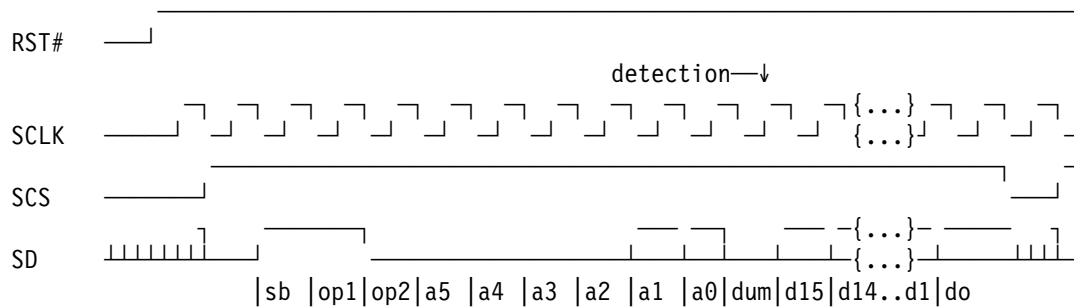 RST#
detection
SCLK {...}
{...}
SCS
{...}
SD {...}
|sb |op1|op2|a5 |a4 |a3 |a2 |a1 |a0|dum|d15|d14..d1|do